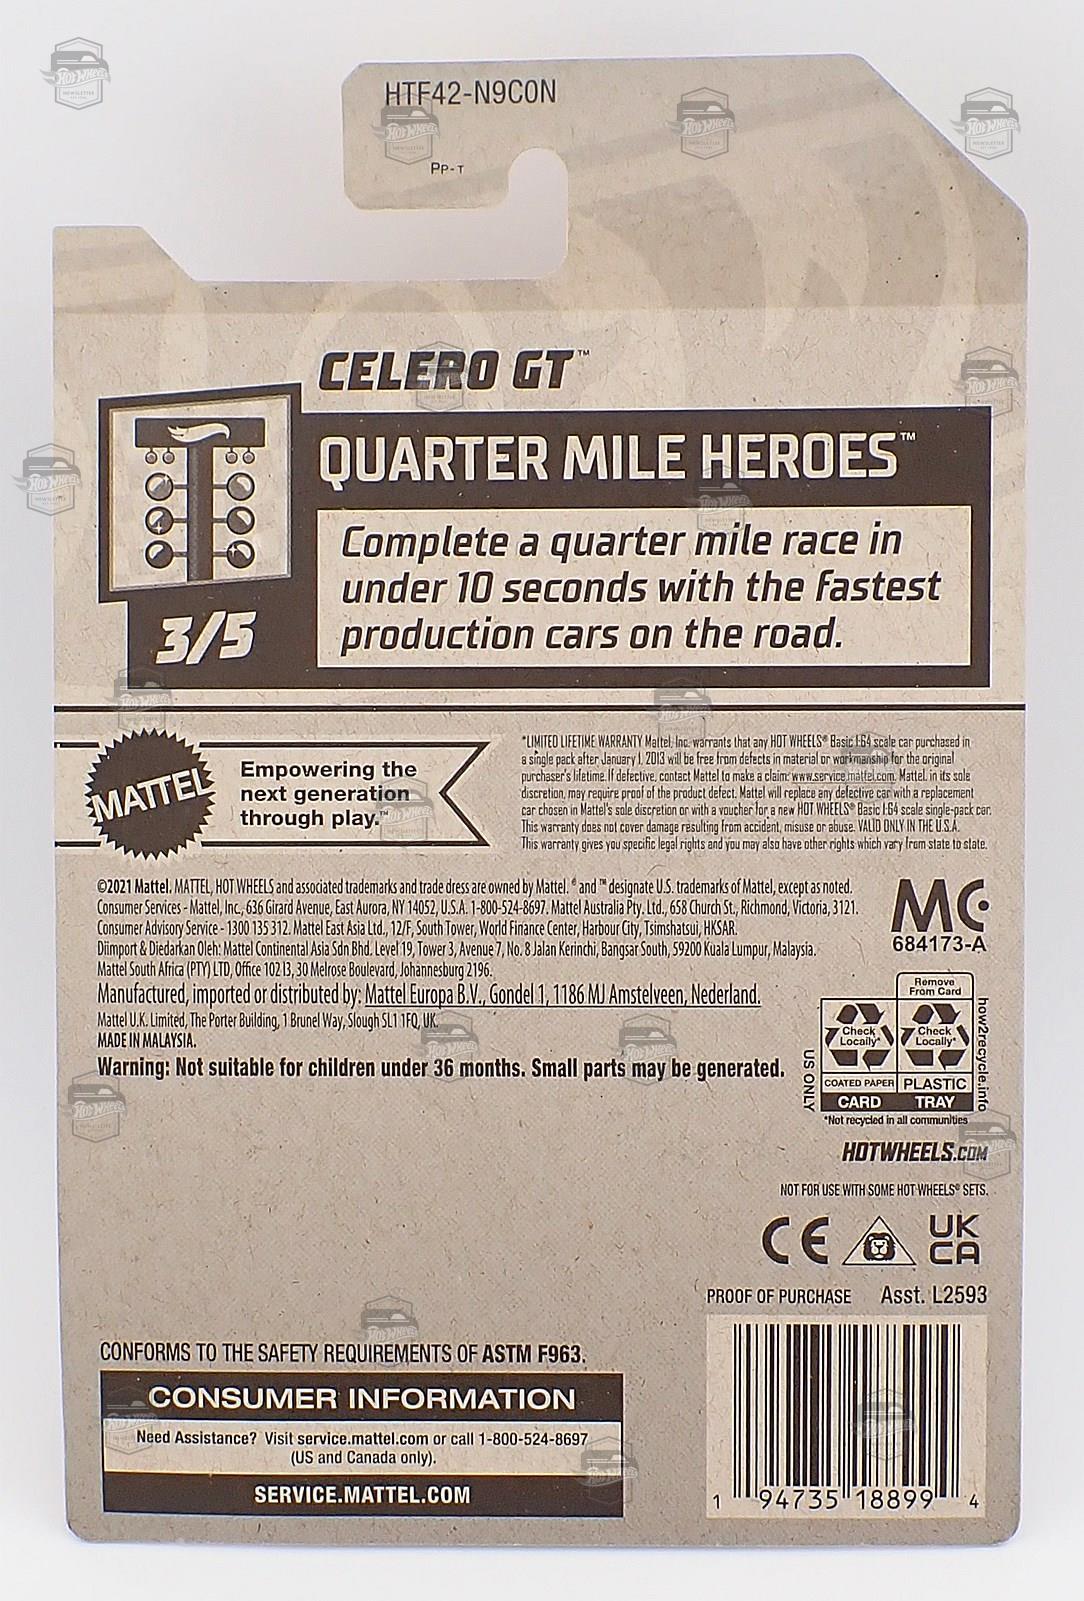 HTF42-N9C0N
PP-T
CELERO GT™
QUARTER MILE HEROES™
Complete a quarter mile race in
under 10 seconds with the fastest
production cars on the road.
3/5
MATTEL
Empowering the
next generation
through play.™
*LIMITED LIFETIME WARRANTY Mattel, Inc. warrants that any HOT WHEELS® Basic 1:64 scale car purchased in
a single pack after January 1, 2013 will be free from defects in material or workmanship for the original
purchaser's lifetime. If defective, contact Mattel to make a claim: www.service.mattel.com. Mattel, in its sole
discretion, may require proof of the product defect. Mattel will replace any defective car with a replacement
car chosen in Mattel's sole discretion or with a voucher for a new HOT WHEELS® Basic 1:64 scale single-pack car.
This warranty does not cover damage resulting from accident, misuse or abuse. VALID ONLY IN THE U.S.A.
This warranty gives you specific legal rights and you may also have other rights which vary from state to state.
©2021 Mattel. MATTEL, HOT WHEELS and associated trademarks and trade dress are owned by Mattel. ® and ™ designate U.S. trademarks of Mattel, except as noted.
Consumer Services - Mattel, Inc., 636 Girard Avenue, East Aurora, NY 14052, U.S.A. 1-800-524-8697. Mattel Australia Pty. Ltd., 658 Church St., Richmond, Victoria, 3121.
Consumer Advisory Service - 1300 135 312. Mattel East Asia Ltd., 12/F, South Tower, World Finance Center, Harbour City, Tsimshatsui, HKSAR.
Diimport & Diedarkan Oleh: Mattel Continental Asia Sdn Bhd. Level 19, Tower 3, Avenue 7, No. 8 Jalan Kerinchi, Bangsar South, 59200 Kuala Lumpur, Malaysia.
Mattel South Africa (PTY) LTD, Office 102 I3, 30 Melrose Boulevard, Johannesburg 2196.
Manufactured, imported or distributed by: Mattel Europa B.V., Gondel 1, 1186 MJ Amstelveen, Nederland.
Mattel U.K. Limited, The Porter Building, 1 Brunel Way, Slough SL1 1FQ, UK.
MADE IN MALAYSIA.
Warning: Not suitable for children under 36 months. Small parts may be generated.
MC
684173-A
Remove
From Card
Check
Locally*
Check
Locally*
COATED PAPER
PLASTIC
CARD
TRAY
US ONLY
how2recycle.info
*Not recycled in all communities
HOTWHEELS.COM
NOT FOR USE WITH SOME HOT WHEELS® SETS.
CE
UK
CA
PROOF OF PURCHASE
Asst. L2593
CONFORMS TO THE SAFETY REQUIREMENTS OF ASTM F963.
CONSUMER INFORMATION
Need Assistance? Visit service.mattel.com or call 1-800-524-8697
(US and Canada only).
SERVICE.MATTEL.COM
1 94735 18899 4
HOT WHEELS
NEWSLETTER